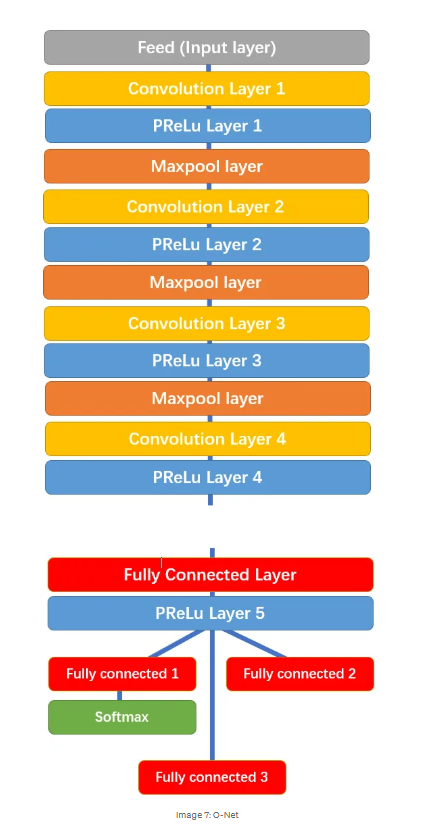 Feed (Input layer)
Convolution Layer 1
PReLu Layer 1
Maxpool layer
Convolution Layer 2
PReLu Layer 2
Maxpool layer
Convolution Layer 3
PReLu Layer 3
Maxpool layer
Convolution Layer 4
PReLu Layer 4
Fully Connected Layer
PReLu Layer 5
Fully connected 1
Fully connected 2
Softmax
Fully connected 3
Image 7: O-Net